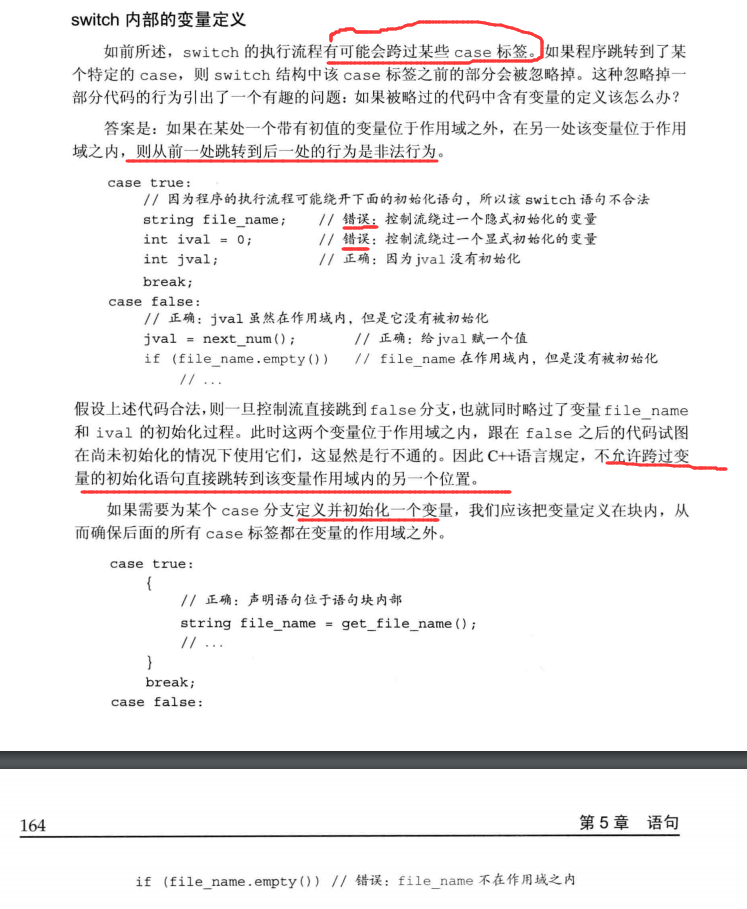 switch 内部的变量定义
如前所述，switch 的执行流程有可能会跨过某些 case 标签。如果程序跳转到了某
个特定的 case，则 switch 结构中该 case 标签之前的部分会被忽略掉。这种忽略掉一
部分代码的行为引出了一个有趣的问题：如果被略过的代码中含有变量的定义该怎么办？
答案是：如果在某处一个带有初值的变量位于作用域之外，在另一处该变量位于作用
域之内，则从前一处跳转到后一处的行为是非法行为。
case true:
// 因为程序的执行流程可能绕开下面的初始化语句，所以该 switch 语句不合法
string file_name; // 错误：控制流绕过一个隐式初始化的变量
int ival = 0; // 错误：控制流绕过一个显式初始化的变量
int jval; // 正确：因为 jval 没有初始化
break;
case false:
// 正确：jval 虽然在作用域内，但是它没有被初始化
jval = next_num(); // 正确：给 jval 赋一个值
if (file_name.empty()) // file_name 在作用域内，但是没有被初始化
// ...
假设上述代码合法，则一旦控制流直接跳到 false 分支，也就同时略过了变量 file_name
和 ival 的初始化过程。此时这两个变量位于作用域之内，跟在 false 之后的代码试图
在尚未初始化的情况下使用它们，这显然是行不通的。因此 C++语言规定，不允许跨过变
量的初始化语句直接跳转到该变量作用域内的另一个位置。
如果需要为某个 case 分支定义并初始化一个变量，我们应该把变量定义在块内，从
而确保后面的所有 case 标签都在变量的作用域之外。
case true:
{
// 正确：声明语句位于语句块内部
string file_name = get_file_name();
// ...
}
break;
case false:
164 第 5 章 语句
if (file_name.empty()) // 错误：file_name 不在作用域之内